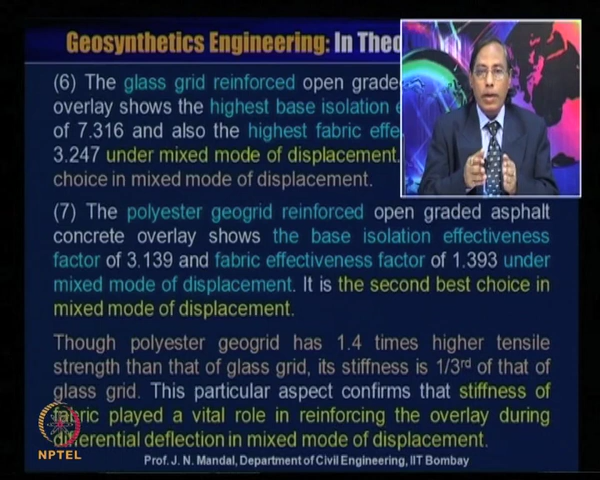 Geosynthetics Engineering: In Theo
(6) The glass grid reinforced open grade
overlay shows the highest base isolation e
of 7.316 and also the highest fabric effe
3.247 under mixed mode of displacement.
choice in mixed mode of displacement.
(7) The polyester geogrid reinforced open graded asphalt
concrete overlay shows the base isolation effectiveness
factor of 3.139 and fabric effectiveness factor of 1.393 under
mixed mode of displacement. It is the second best choice in
mixed mode of displacement.
Though polyester geogrid has 1.4 times higher tensile
strength than that of glass grid, its stiffness is 1/3rd of that of
glass grid. This particular aspect confirms that stiffness of
fabric played a vital role in reinforcing the overlay during
differential deflection in mixed mode of displacement.
NPTEL
Prof. J. N. Mandal, Department of Civil Engineering, IIT Bombay